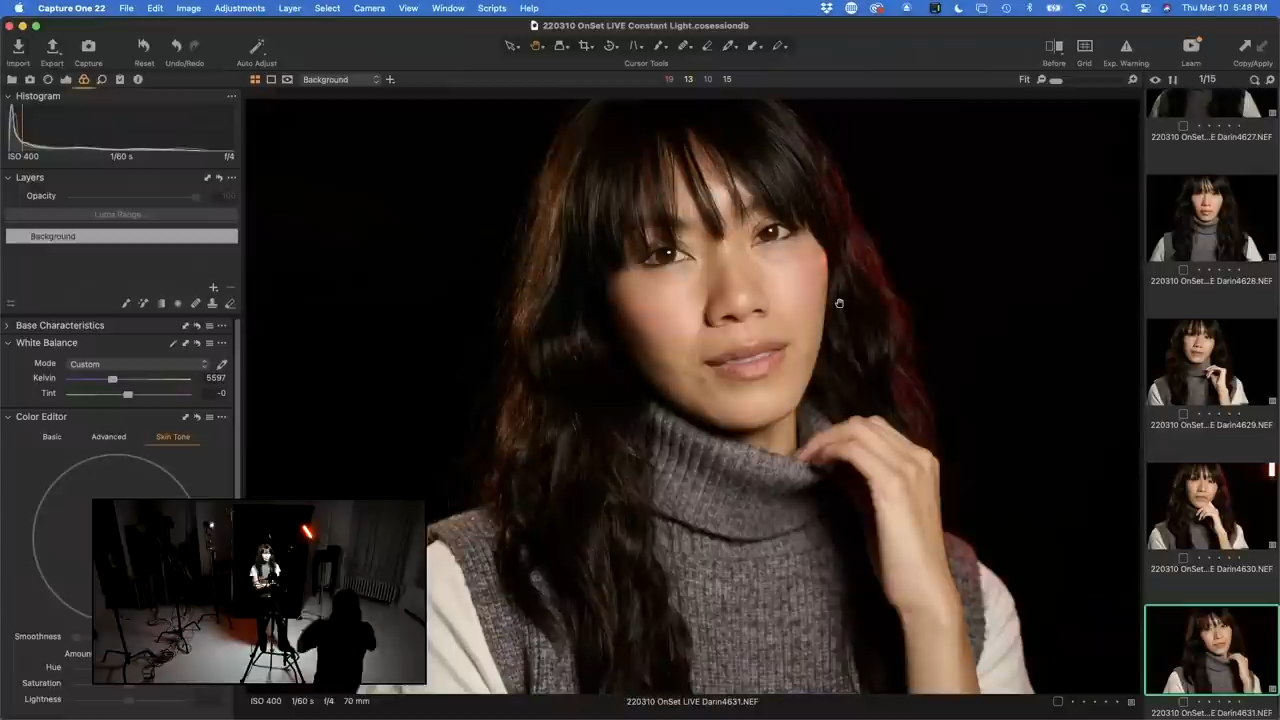 Capture One 22 File Edit Image Adjustments Layer Select Camera View Window Scripts Help Thu Mar 10 5:48 PM
220310 OnSet LIVE Constant Light.cosessiondb
Import Export Capture Reset Undo/Redo Auto Adjust Cursor Tools Before Grid Exp. Warning Learn Copy/Apply
Background 19 13 10 15 Fit 1/15
Histogram
ISO 400 1/60 s f/4
Layers
Opacity 100
Luma Range...
Background
Base Characteristics
White Balance
Mode Custom
Kelvin 5597
Tint -0
Color Editor
Basic Advanced Skin Tone
Smoothness
Amoun
Hue
Saturation
Lightness
ISO 400 1/60 s f/4 70 mm
220310 OnSet LIVE Darin4631.NEF
220310 OnSet...E Darin4627.NEF
220310 OnSet...E Darin4628.NEF
220310 OnSet...E Darin4629.NEF
220310 OnSet...E Darin4630.NEF
220310 OnSet...E Darin4631.NEF